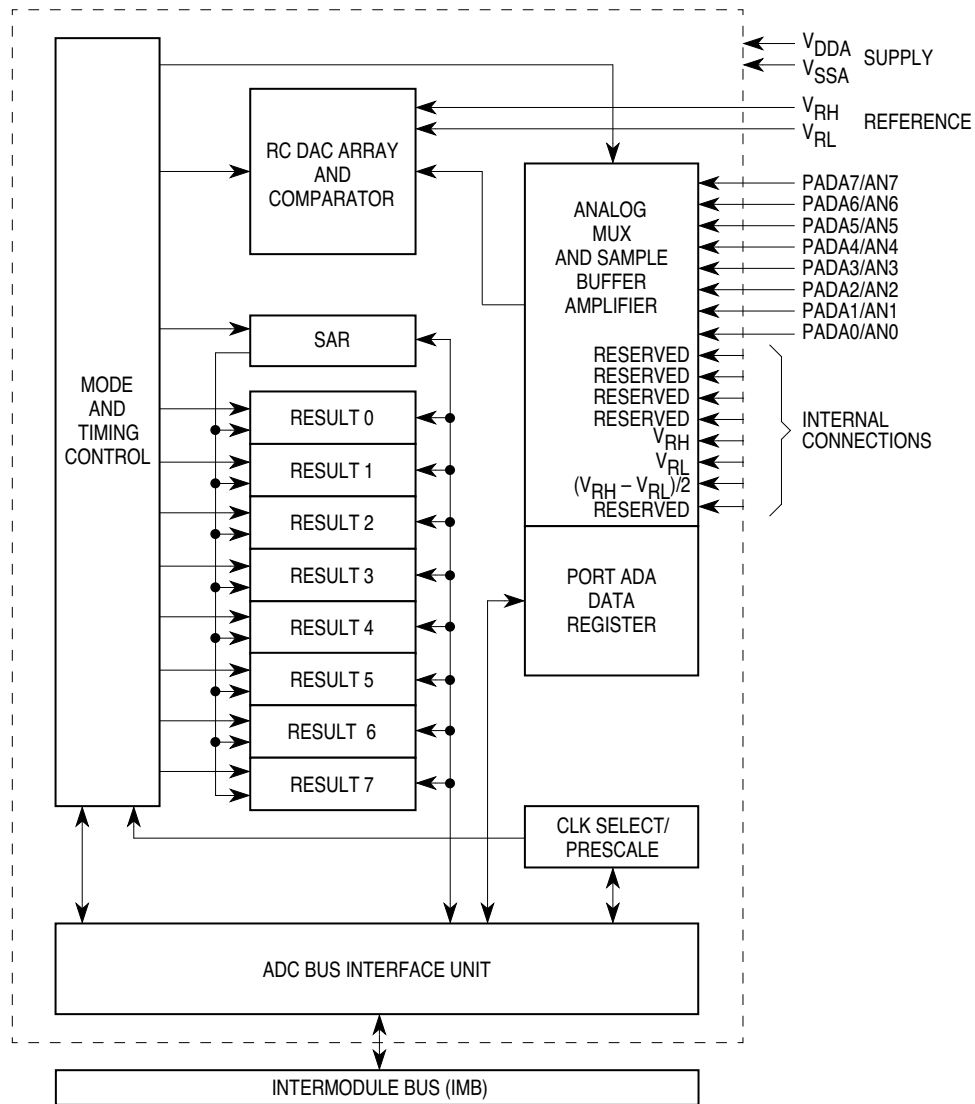 V_DDA
V_SSA
SUPPLY
V_RH
V_RL
REFERENCE
RC DAC ARRAY
AND
COMPARATOR
ANALOG
MUX
AND SAMPLE
BUFFER
AMPLIFIER
PADA7/AN7
PADA6/AN6
PADA5/AN5
PADA4/AN4
PADA3/AN3
PADA2/AN2
PADA1/AN1
PADA0/AN0
RESERVED
RESERVED
RESERVED
RESERVED
V_RH
V_RL
(V_RH – V_RL)/2
RESERVED
INTERNAL
CONNECTIONS
MODE
AND
TIMING
CONTROL
SAR
RESULT 0
RESULT 1
RESULT 2
RESULT 3
RESULT 4
RESULT 5
RESULT 6
RESULT 7
PORT ADA
DATA
REGISTER
CLK SELECT/
PRESCALE
ADC BUS INTERFACE UNIT
INTERMODULE BUS (IMB)